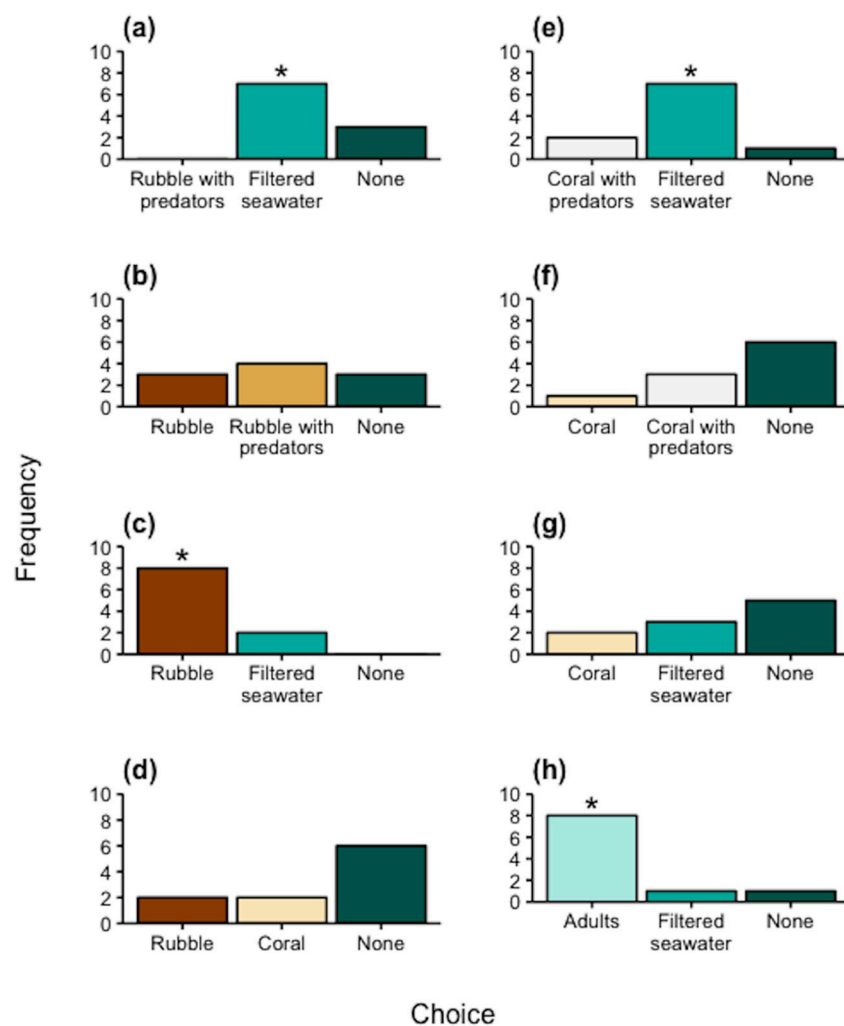 (a)
10
8
6
4
2
0
*
Rubble with
predators
Filtered
seawater
None
(e)
10
8
6
4
2
0
*
Coral with
predators
Filtered
seawater
None
(b)
10
8
6
4
2
0
Rubble
Rubble with
predators
None
(f)
10
8
6
4
2
0
Coral
Coral with
predators
None
Frequency
(c)
10
8
6
4
2
0
*
Rubble
Filtered
seawater
None
(g)
10
8
6
4
2
0
Coral
Filtered
seawater
None
(d)
10
8
6
4
2
0
Rubble
Coral
None
(h)
10
8
6
4
2
0
*
Adults
Filtered
seawater
None
Choice